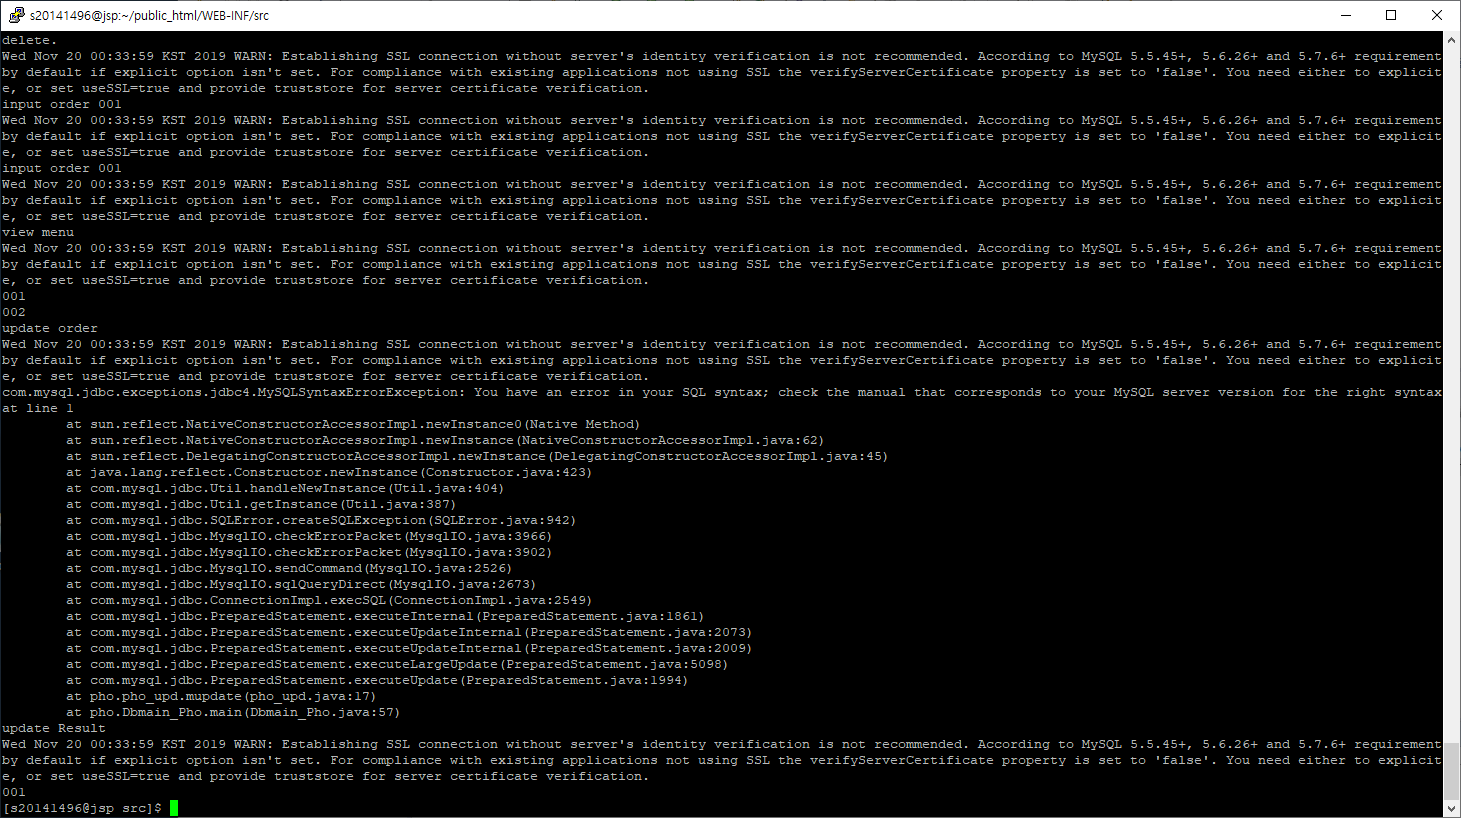 s20141496@jsp:~/public_html/WEB-INF/src
delete.
Wed Nov 20 00:33:59 KST 2019 WARN: Establishing SSL connection without server's identity verification is not recommended. According to MySQL 5.5.45+, 5.6.26+ and 5.7.6+ requirement
by default if explicit option isn't set. For compliance with existing applications not using SSL the verifyServerCertificate property is set to 'false'. You need either to explicit
e, or set useSSL=true and provide truststore for server certificate verification.
input order 001
Wed Nov 20 00:33:59 KST 2019 WARN: Establishing SSL connection without server's identity verification is not recommended. According to MySQL 5.5.45+, 5.6.26+ and 5.7.6+ requirement
by default if explicit option isn't set. For compliance with existing applications not using SSL the verifyServerCertificate property is set to 'false'. You need either to explicit
e, or set useSSL=true and provide truststore for server certificate verification.
input order 001
Wed Nov 20 00:33:59 KST 2019 WARN: Establishing SSL connection without server's identity verification is not recommended. According to MySQL 5.5.45+, 5.6.26+ and 5.7.6+ requirement
by default if explicit option isn't set. For compliance with existing applications not using SSL the verifyServerCertificate property is set to 'false'. You need either to explicit
e, or set useSSL=true and provide truststore for server certificate verification.
view menu
Wed Nov 20 00:33:59 KST 2019 WARN: Establishing SSL connection without server's identity verification is not recommended. According to MySQL 5.5.45+, 5.6.26+ and 5.7.6+ requirement
by default if explicit option isn't set. For compliance with existing applications not using SSL the verifyServerCertificate property is set to 'false'. You need either to explicit
e, or set useSSL=true and provide truststore for server certificate verification.
001
002
update order
Wed Nov 20 00:33:59 KST 2019 WARN: Establishing SSL connection without server's identity verification is not recommended. According to MySQL 5.5.45+, 5.6.26+ and 5.7.6+ requirement
by default if explicit option isn't set. For compliance with existing applications not using SSL the verifyServerCertificate property is set to 'false'. You need either to explicit
e, or set useSSL=true and provide truststore for server certificate verification.
com.mysql.jdbc.exceptions.jdbc4.MySQLSyntaxErrorException: You have an error in your SQL syntax; check the manual that corresponds to your MySQL server version for the right syntax
at line 1
at sun.reflect.NativeConstructorAccessorImpl.newInstance0(Native Method)
at sun.reflect.NativeConstructorAccessorImpl.newInstance(NativeConstructorAccessorImpl.java:62)
at sun.reflect.DelegatingConstructorAccessorImpl.newInstance(DelegatingConstructorAccessorImpl.java:45)
at java.lang.reflect.Constructor.newInstance(Constructor.java:423)
at com.mysql.jdbc.Util.handleNewInstance(Util.java:404)
at com.mysql.jdbc.Util.getInstance(Util.java:387)
at com.mysql.jdbc.SQLError.createSQLException(SQLError.java:942)
at com.mysql.jdbc.MysqlIO.checkErrorPacket(MysqlIO.java:3966)
at com.mysql.jdbc.MysqlIO.checkErrorPacket(MysqlIO.java:3902)
at com.mysql.jdbc.MysqlIO.sendCommand(MysqlIO.java:2526)
at com.mysql.jdbc.MysqlIO.sqlQueryDirect(MysqlIO.java:2673)
at com.mysql.jdbc.ConnectionImpl.execSQL(ConnectionImpl.java:2549)
at com.mysql.jdbc.PreparedStatement.executeInternal(PreparedStatement.java:1861)
at com.mysql.jdbc.PreparedStatement.executeUpdateInternal(PreparedStatement.java:2073)
at com.mysql.jdbc.PreparedStatement.executeUpdateInternal(PreparedStatement.java:2009)
at com.mysql.jdbc.PreparedStatement.executeLargeUpdate(PreparedStatement.java:5098)
at com.mysql.jdbc.PreparedStatement.executeUpdate(PreparedStatement.java:1994)
at pho.pho_upd.mupdate(pho_upd.java:17)
at pho.Dbmain_Pho.main(Dbmain_Pho.java:57)
update Result
Wed Nov 20 00:33:59 KST 2019 WARN: Establishing SSL connection without server's identity verification is not recommended. According to MySQL 5.5.45+, 5.6.26+ and 5.7.6+ requirement
by default if explicit option isn't set. For compliance with existing applications not using SSL the verifyServerCertificate property is set to 'false'. You need either to explicit
e, or set useSSL=true and provide truststore for server certificate verification.
001
[s20141496@jsp src]$